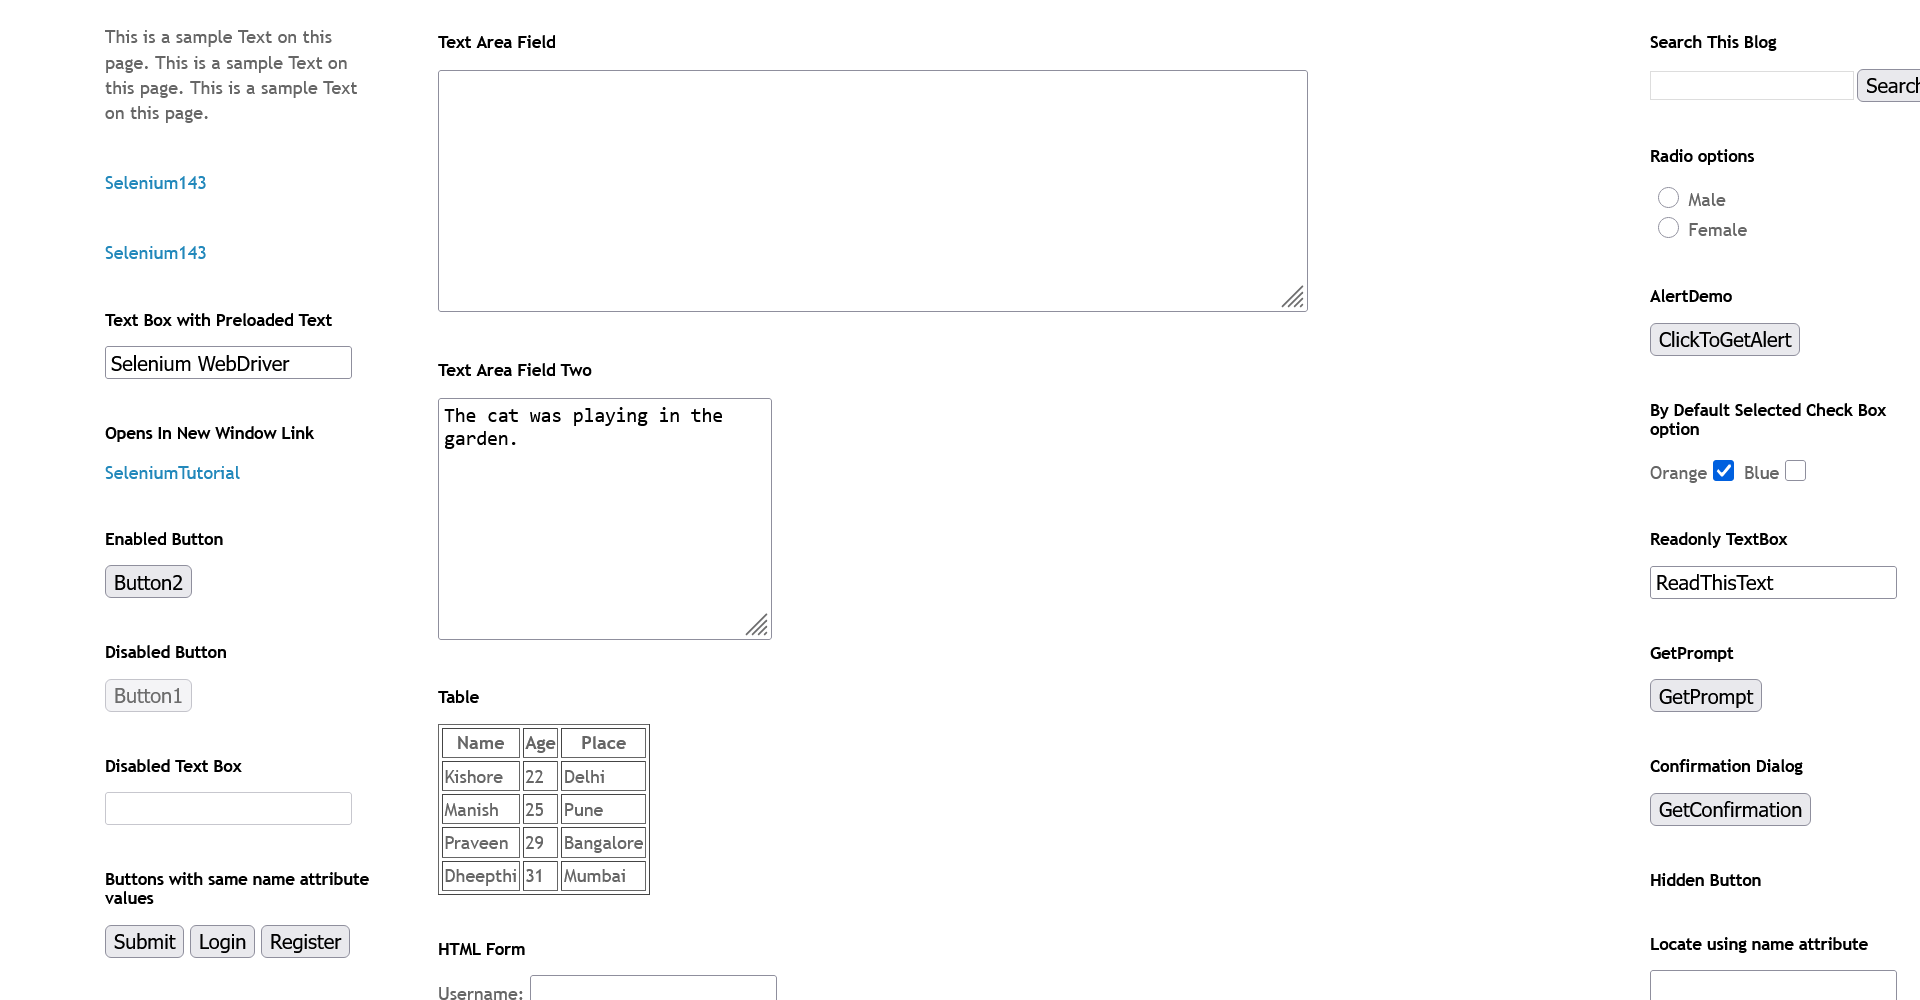 This is a sample Text on this
page. This is a sample Text on
this page. This is a sample Text
on this page.
Selenium143
Selenium143
Text Box with Preloaded Text
Selenium WebDriver
Opens In New Window Link
SeleniumTutorial
Enabled Button
Button2
Disabled Button
Button1
Disabled Text Box
Buttons with same name attribute
values
Submit Login Register
Text Area Field
Text Area Field Two
The cat was playing in the
garden.
Table
Name Age Place
Kishore 22 Delhi
Manish 25 Pune
Praveen 29 Bangalore
Dheepthi 31 Mumbai
HTML Form
Username:
Search This Blog
Search
Radio options
Male
Female
AlertDemo
ClickToGetAlert
By Default Selected Check Box
option
Orange Blue
Readonly TextBox
ReadThisText
GetPrompt
GetPrompt
Confirmation Dialog
GetConfirmation
Hidden Button
Locate using name attribute